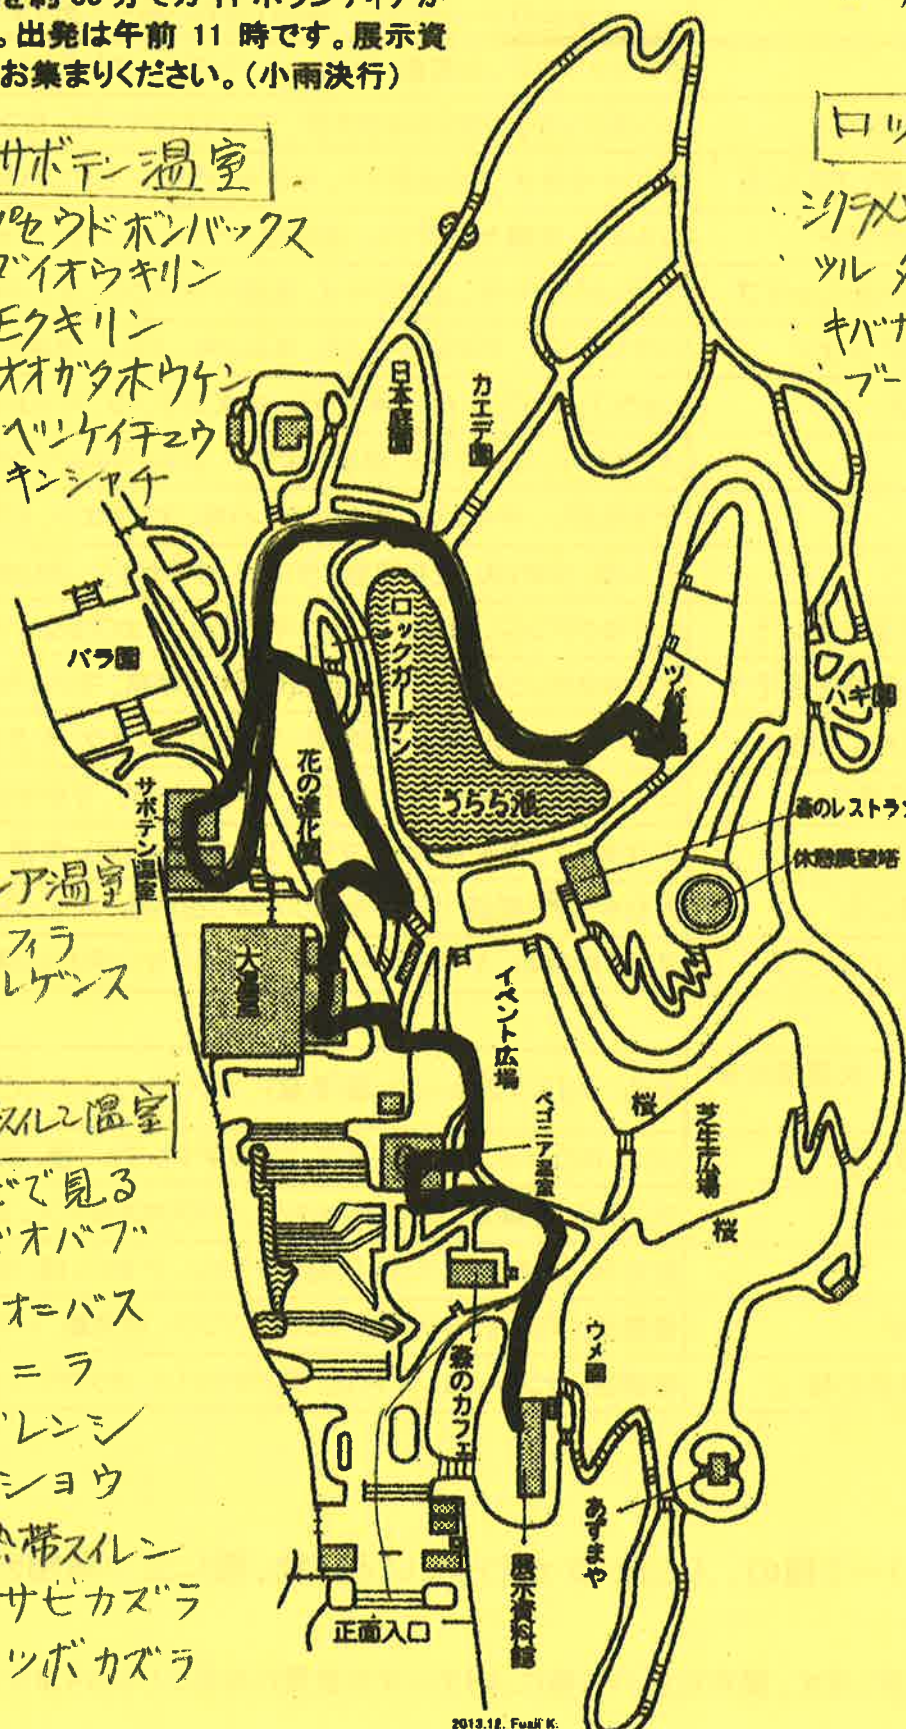 を約
分でガイドボランティアが
。出発は午前 11 時です。展示資
お集まりください。(小雨決行)
サボテン温室
プセウドボンバックス
ダイオウキリン
モクキリン
オオガタホウケン
ベンケイチュウ
キンシャチ
ロッ
シクラメン
ツル
キバナ
ブー
日本庭園
カエデ園
バラ園
ロックガーデン
ハギ園
花の進化園
うらら池
サボテン温室
森のレストラン
休憩展望塔
ア温室
フィラ
レゲンス
大温室
イベント広場
ベゴニア温室
桜
芝生広場
桜
スイレン温室
どで見る
オバブ
オニバス
ニラ
レンシ
ショウ
熱帯スイレン
サビカズラ
ツボカズラ
ウメ園
森のカフェ
あずまや
展示資料館
正面入口
2013.12. Fujii K.